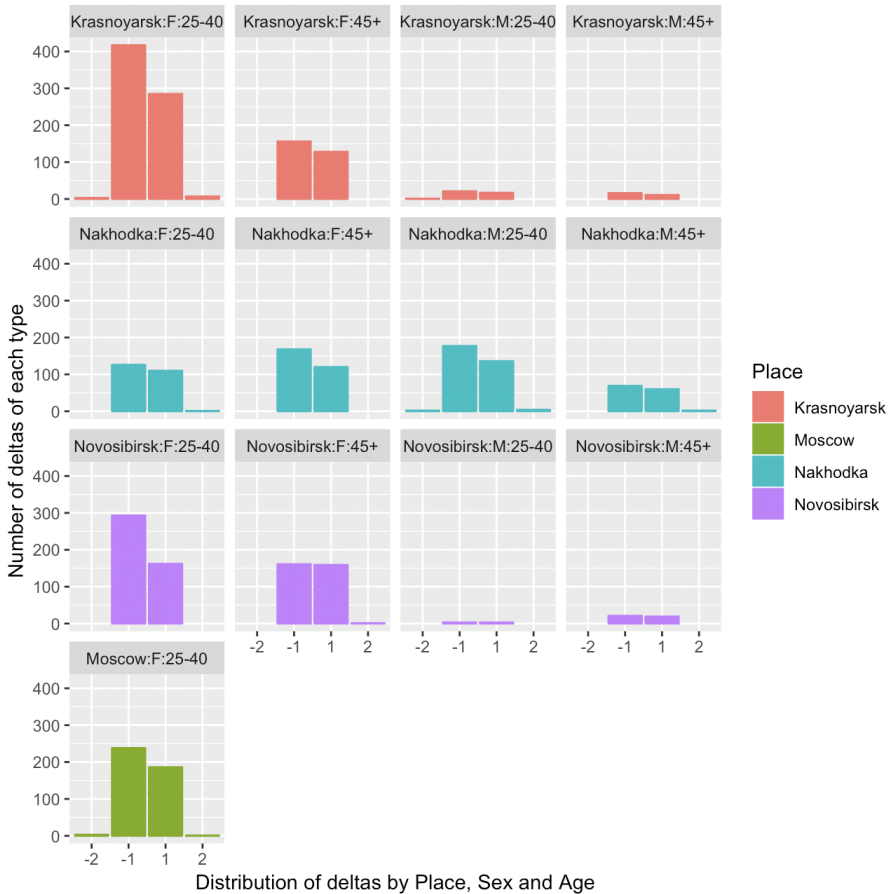 Krasnoyarsk:F:25-40 Krasnoyarsk:F:45+ Krasnoyarsk:M:25-40 Krasnoyarsk:M:45+
400
300
200
100
0
Nakhodka:F:25-40 Nakhodka:F:45+ Nakhodka:M:25-40 Nakhodka:M:45+
400
300
200
100
0
Novosibirsk:F:25-40 Novosibirsk:F:45+ Novosibirsk:M:25-40 Novosibirsk:M:45+
400
300
200
100
0
-2 -1 1 2 -2 -1 1 2 -2 -1 1 2
Moscow:F:25-40
400
300
200
100
0
-2 -1 1 2
Distribution of deltas by Place, Sex and Age
Number of deltas of each type
Place
Krasnoyarsk
Moscow
Nakhodka
Novosibirsk